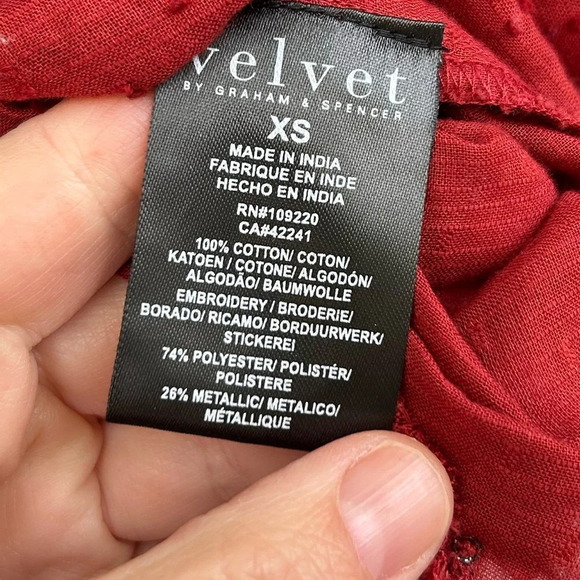 velvet
BY GRAHAM & SPENCER
XS
MADE IN INDIA
FABRIQUE EN INDE
HECHO EN INDIA
RN#109220
CA#42241
100% COTTON/ COTON/
KATOEN/ COTONE/ ALGODÓN/
ALGODÃO/ BAUMWOLLE
EMBROIDERY / BRODERIE/
BORADO/ RICAMO/ BORDUURWERK/
STICKEREI
74% POLYESTER/ POLISTÉR/
POLISTERE
26% METALLIC/ METALICO/
MÉTALLIQUE